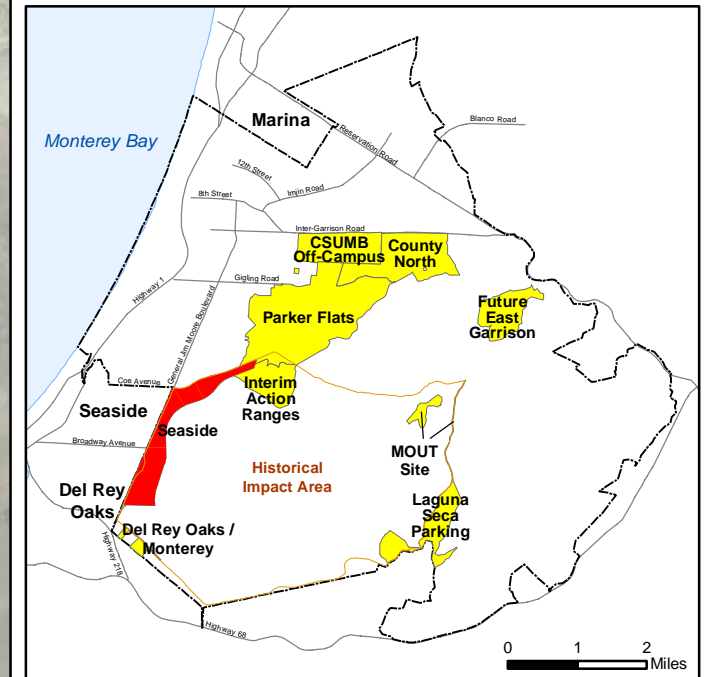 Marina
Blanco Road
Monterey Bay
Reservation Road
12th Street
Imjin Road
8th Street
Inter-Garrison Road
CSUMB
Off-Campus
County
North
Gigling Road
Highway 1
General Jim Moore Boulevard
Parker Flats
Future
East
Garrison
Coe Avenue
Interim
Action
Ranges
Seaside
Seaside
Broadway Avenue
MOUT
Site
Historical
Impact Area
Del Rey
Oaks
Laguna
Seca
Parking
Del Rey Oaks /
Monterey
Highway 218
Highway 68
0 1 2
Miles